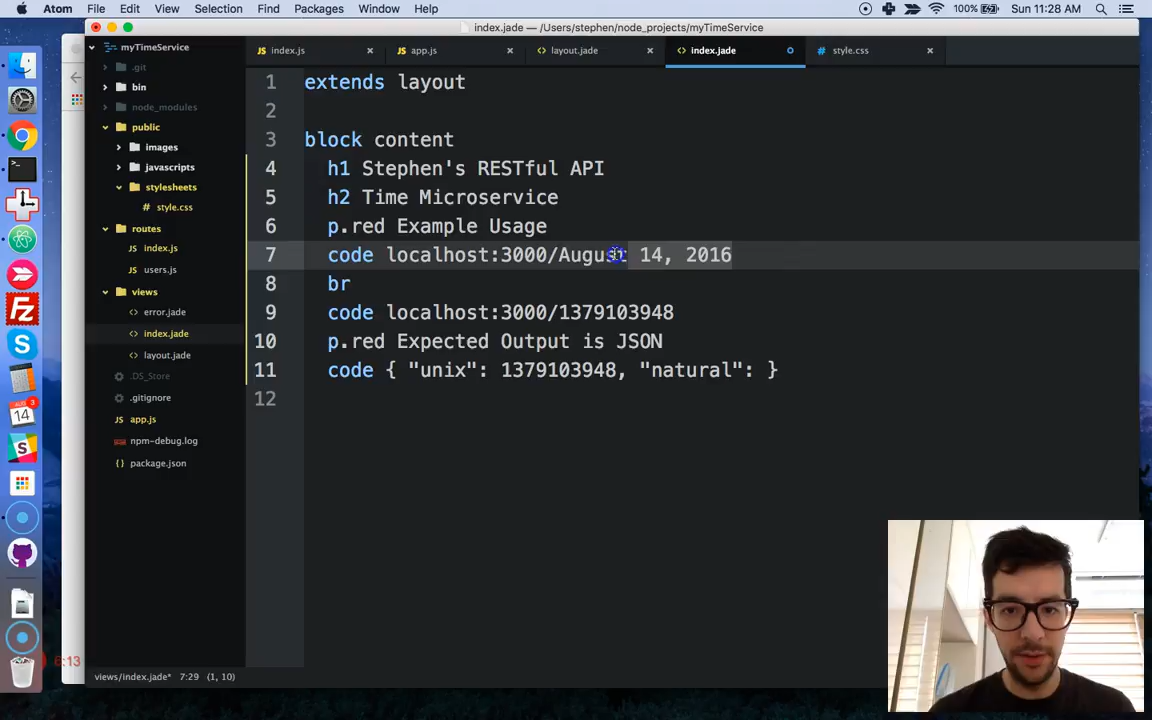 Atom File Edit View Selection Find Packages Window Help 100% Sun 11:28 AM
index.jade — /Users/stephen/node_projects/myTimeService
myTimeService
.git
bin
node_modules
public
images
javascripts
stylesheets
style.css
routes
index.js
users.js
views
error.jade
index.jade
layout.jade
.DS_Store
.gitignore
app.js
npm-debug.log
package.json
index.js app.js layout.jade index.jade style.css
1 extends layout
2
3 block content
4 h1 Stephen's RESTful API
5 h2 Time Microservice
6 p.red Example Usage
7 code localhost:3000/August 14, 2016
8 br
9 code localhost:3000/1379103948
10 p.red Expected Output is JSON
11 code { "unix": 1379103948, "natural": }
12
views/index.jade* 7:29 (1, 10)
14
3